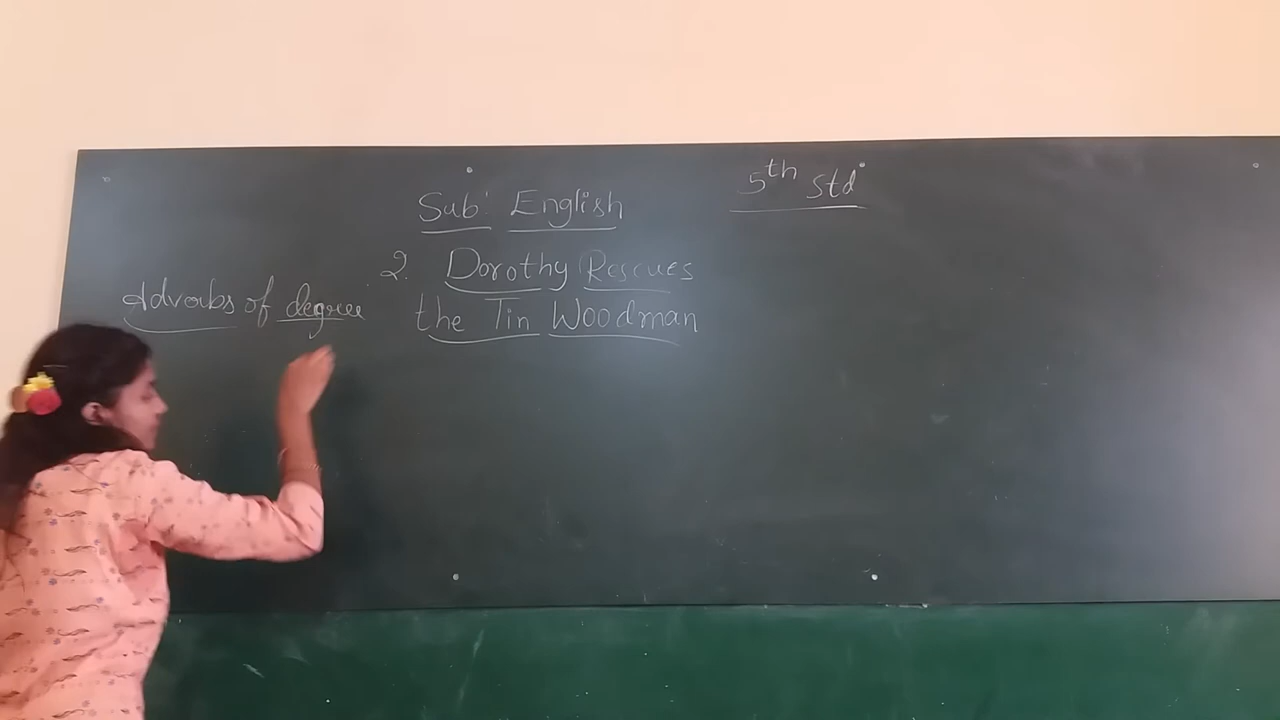 Sub: English
5th Std
2. Dorothy Rescues
the Tin Woodman
Adverbs of degree